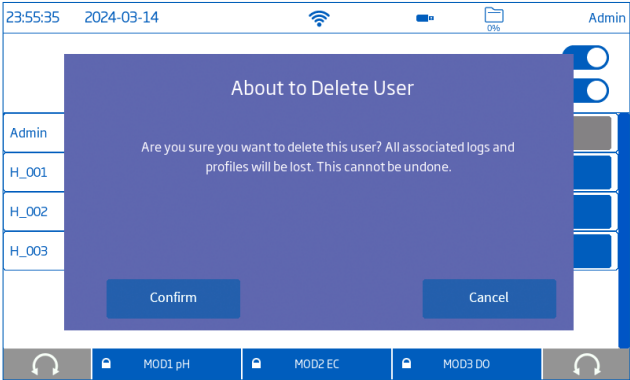 23:55:35 2024-03-14 0% Admin
About to Delete User
Admin
Are you sure you want to delete this user? All associated logs and
profiles will be lost. This cannot be undone.
H_001
H_002
H_003
Confirm Cancel
MOD1 pH MOD2 EC MOD3 DO